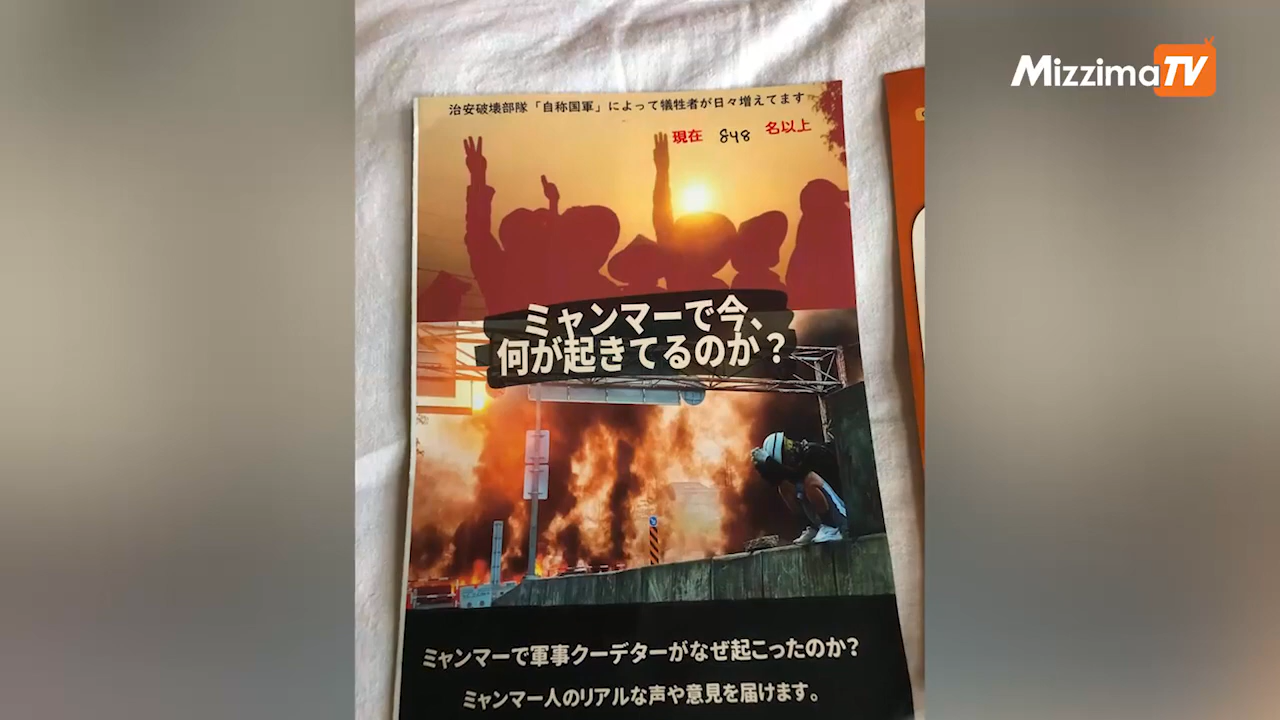 MizzimaTV
治安破壊部隊「自称国軍」によって犠牲者が日々増えてます
現在 848 名以上
ミャンマーで今、
何が起きてるのか？
ミャンマーで軍事クーデターがなぜ起こったのか？
ミャンマー人のリアルな声や意見を届けます。